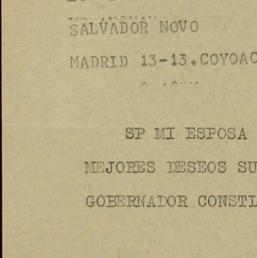 SALVADOR NOVO
MADRID 13-13.COYOAC
SP MI ESPOSA
MEJORES DESEOS SU
GOBERNADOR CONSTI